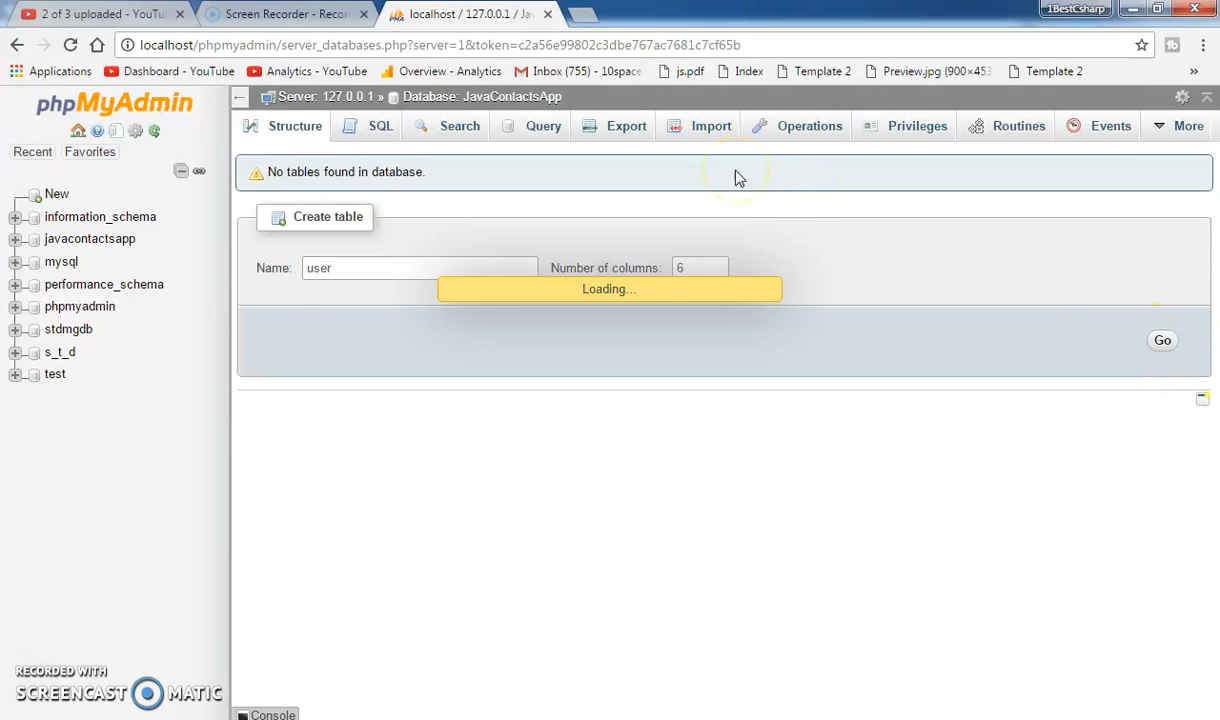 2 of 3 uploaded - YouTu
Screen Recorder - Recor
localhost / 127.0.0.1 / Ja
1BestCsharp
localhost/phpmyadmin/server_databases.php?server=1&token=c2a56e99802c3dbe767ac7681c7cf65b
Applications
Dashboard - YouTube
Analytics - YouTube
Overview - Analytics
Inbox (755) - 10space
js.pdf
Index
Template 2
Preview.jpg (900×453
Template 2
»
phpMyAdmin
Recent
Favorites
New
information_schema
javacontactsapp
mysql
performance_schema
phpmyadmin
stdmgdb
s_t_d
test
Server: 127.0.0.1 » Database: JavaContactsApp
Structure
SQL
Search
Query
Export
Import
Operations
Privileges
Routines
Events
More
No tables found in database.
Create table
Name: user
Number of columns: 6
Loading...
Go
Console
RECORDED WITH
SCREENCAST MATIC